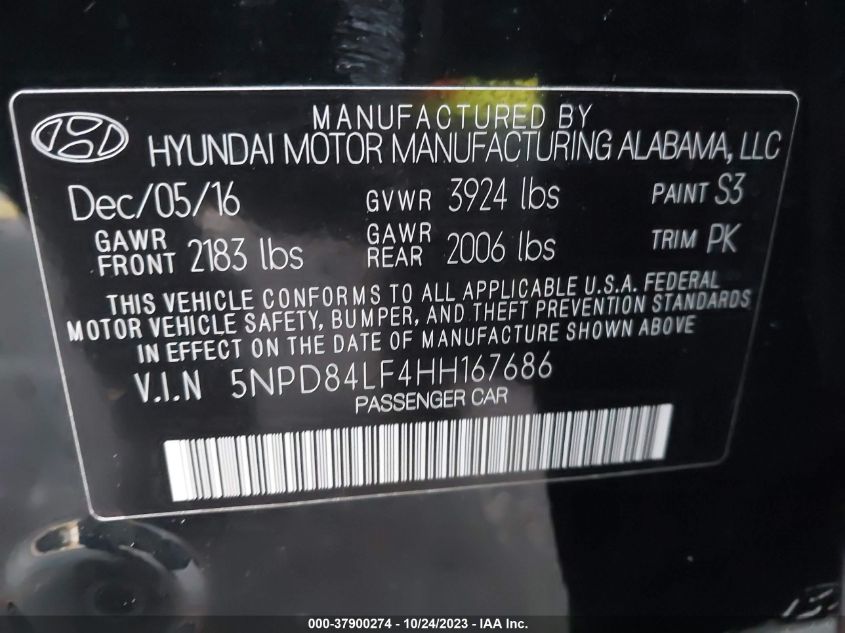 MANUFACTURED BY
HYUNDAI MOTOR MANUFACTURING ALABAMA, LLC
Dec/05/16 GVWR 3924 lbs PAINT S3
GAWR FRONT 2183 lbs GAWR REAR 2006 lbs TRIM PK
THIS VEHICLE CONFORMS TO ALL APPLICABLE U.S.A. FEDERAL
MOTOR VEHICLE SAFETY, BUMPER, AND THEFT PREVENTION STANDARDS
IN EFFECT ON THE DATE OF MANUFACTURE SHOWN ABOVE
V.I.N 5NPD84LF4HH167686
PASSENGER CAR
000-37900274 - 10/24/2023 - IAA Inc.